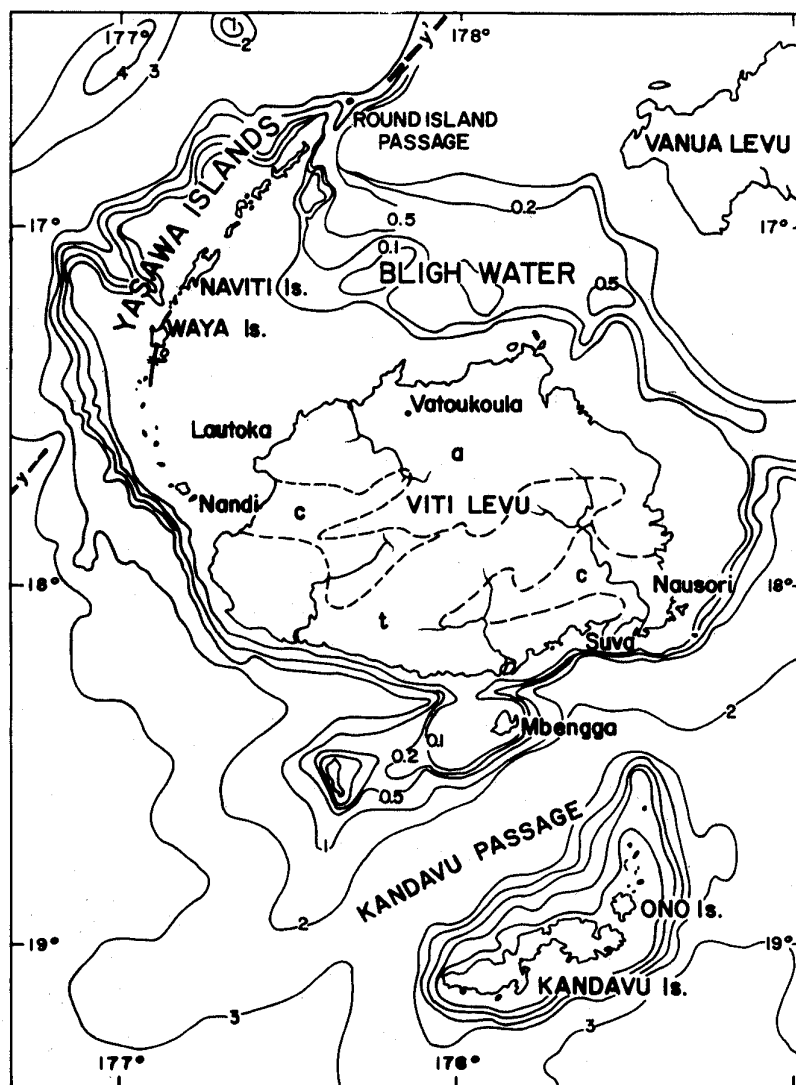 177°
1
2
4
3
y'
178°
ROUND ISLAND
PASSAGE
VANUA LEVU
YASAWA ISLANDS
17°
0.2
0.5
17°
0.1
BLIGH WATER
NAVITI Is.
0.5
WAYA Is.
Vatoukoula
Lautoka
a
y
Nandi
c
VITI LEVU
18°
c
Nausori
18°
t
Suva
2
Mbengga
0.1
0.2
0.5
1
KANDAVU PASSAGE
2
ONO Is.
19°
19°
KANDAVU Is.
3
3
177°
178°